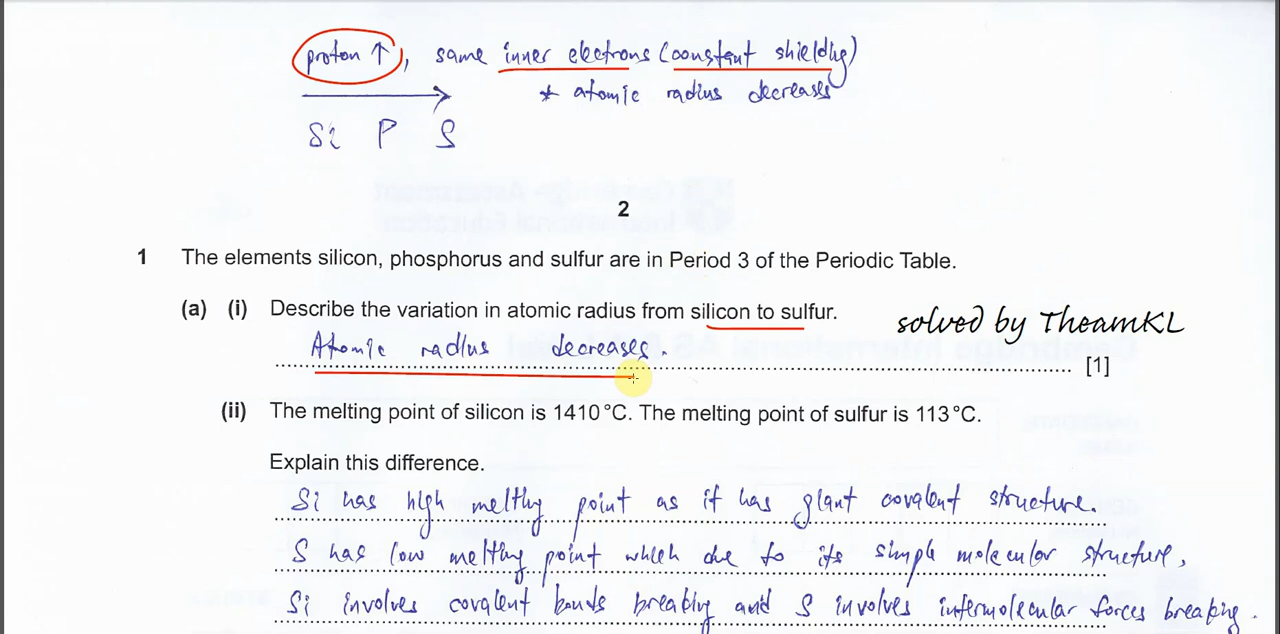 proton ↑, same inner electrons (constant shielding)
* atomic radius decreases
Si P S
2
1 The elements silicon, phosphorus and sulfur are in Period 3 of the Periodic Table.
(a) (i) Describe the variation in atomic radius from silicon to sulfur.
solved by TheamKL
Atomic radius decreases.
[1]
(ii) The melting point of silicon is 1410 °C. The melting point of sulfur is 113 °C.
Explain this difference.
Si has high melting point as it has giant covalent structure.
S has low melting point which due to its simple molecular structure,
Si involves covalent bonds breaking and S involves intermolecular forces breaking.